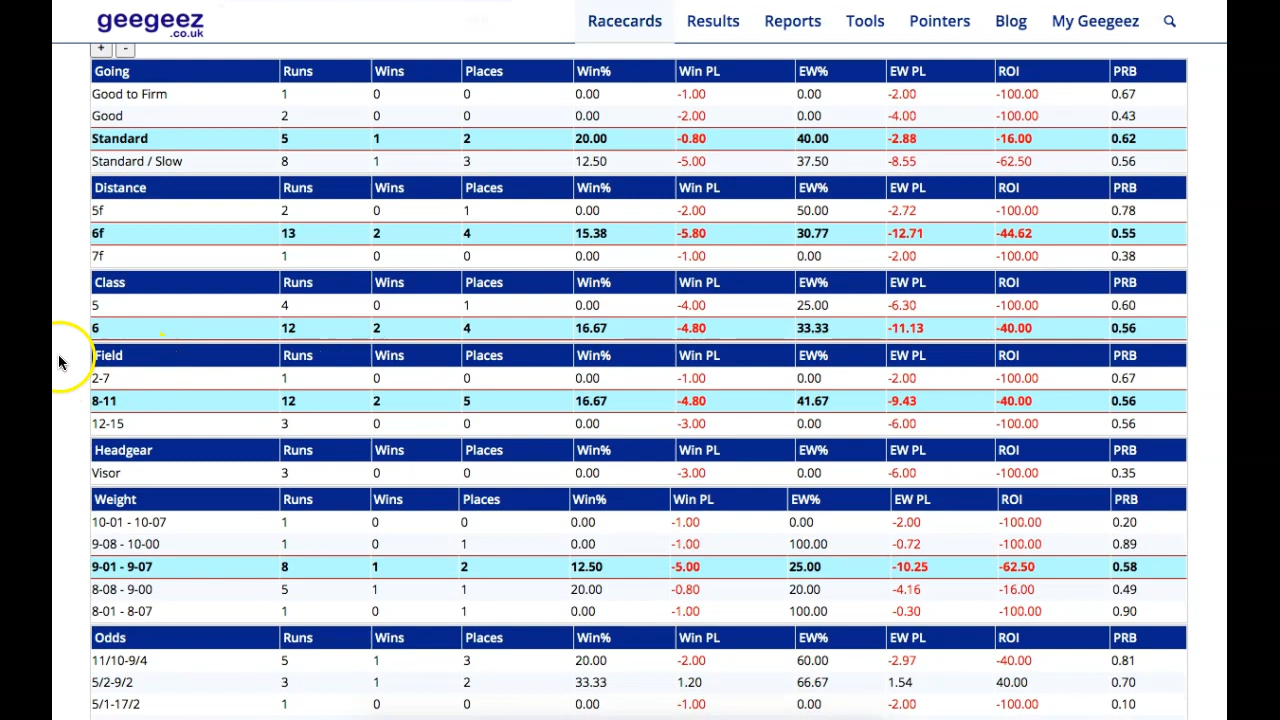 geegeez
.co.uk
Racecards Results Reports Tools Pointers Blog My Geegeez
+ -
Going Runs Wins Places Win% Win PL EW% EW PL ROI PRB
Good to Firm 1 0 0 0.00 -1.00 0.00 -2.00 -100.00 0.67
Good 2 0 0 0.00 -2.00 0.00 -4.00 -100.00 0.43
Standard 5 1 2 20.00 -0.80 40.00 -2.88 -16.00 0.62
Standard / Slow 8 1 3 12.50 -5.00 37.50 -8.55 -62.50 0.56
Distance Runs Wins Places Win% Win PL EW% EW PL ROI PRB
5f 2 0 1 0.00 -2.00 50.00 -2.72 -100.00 0.78
6f 13 2 4 15.38 -5.80 30.77 -12.71 -44.62 0.55
7f 1 0 0 0.00 -1.00 0.00 -2.00 -100.00 0.38
Class Runs Wins Places Win% Win PL EW% EW PL ROI PRB
5 4 0 1 0.00 -4.00 25.00 -6.30 -100.00 0.60
6 12 2 4 16.67 -4.80 33.33 -11.13 -40.00 0.56
Field Runs Wins Places Win% Win PL EW% EW PL ROI PRB
2-7 1 0 0 0.00 -1.00 0.00 -2.00 -100.00 0.67
8-11 12 2 5 16.67 -4.80 41.67 -9.43 -40.00 0.56
12-15 3 0 0 0.00 -3.00 0.00 -6.00 -100.00 0.56
Headgear Runs Wins Places Win% Win PL EW% EW PL ROI PRB
Visor 3 0 0 0.00 -3.00 0.00 -6.00 -100.00 0.35
Weight Runs Wins Places Win% Win PL EW% EW PL ROI PRB
10-01 - 10-07 1 0 0 0.00 -1.00 0.00 -2.00 -100.00 0.20
9-08 - 10-00 1 0 1 0.00 -1.00 100.00 -0.72 -100.00 0.89
9-01 - 9-07 8 1 2 12.50 -5.00 25.00 -10.25 -62.50 0.58
8-08 - 9-00 5 1 1 20.00 -0.80 20.00 -4.16 -16.00 0.49
8-01 - 8-07 1 0 1 0.00 -1.00 100.00 -0.30 -100.00 0.90
Odds Runs Wins Places Win% Win PL EW% EW PL ROI PRB
11/10-9/4 5 1 3 20.00 -2.00 60.00 -2.97 -40.00 0.81
5/2-9/2 3 1 2 33.33 1.20 66.67 1.54 40.00 0.70
5/1-17/2 1 0 0 0.00 -1.00 0.00 -2.00 -100.00 0.10